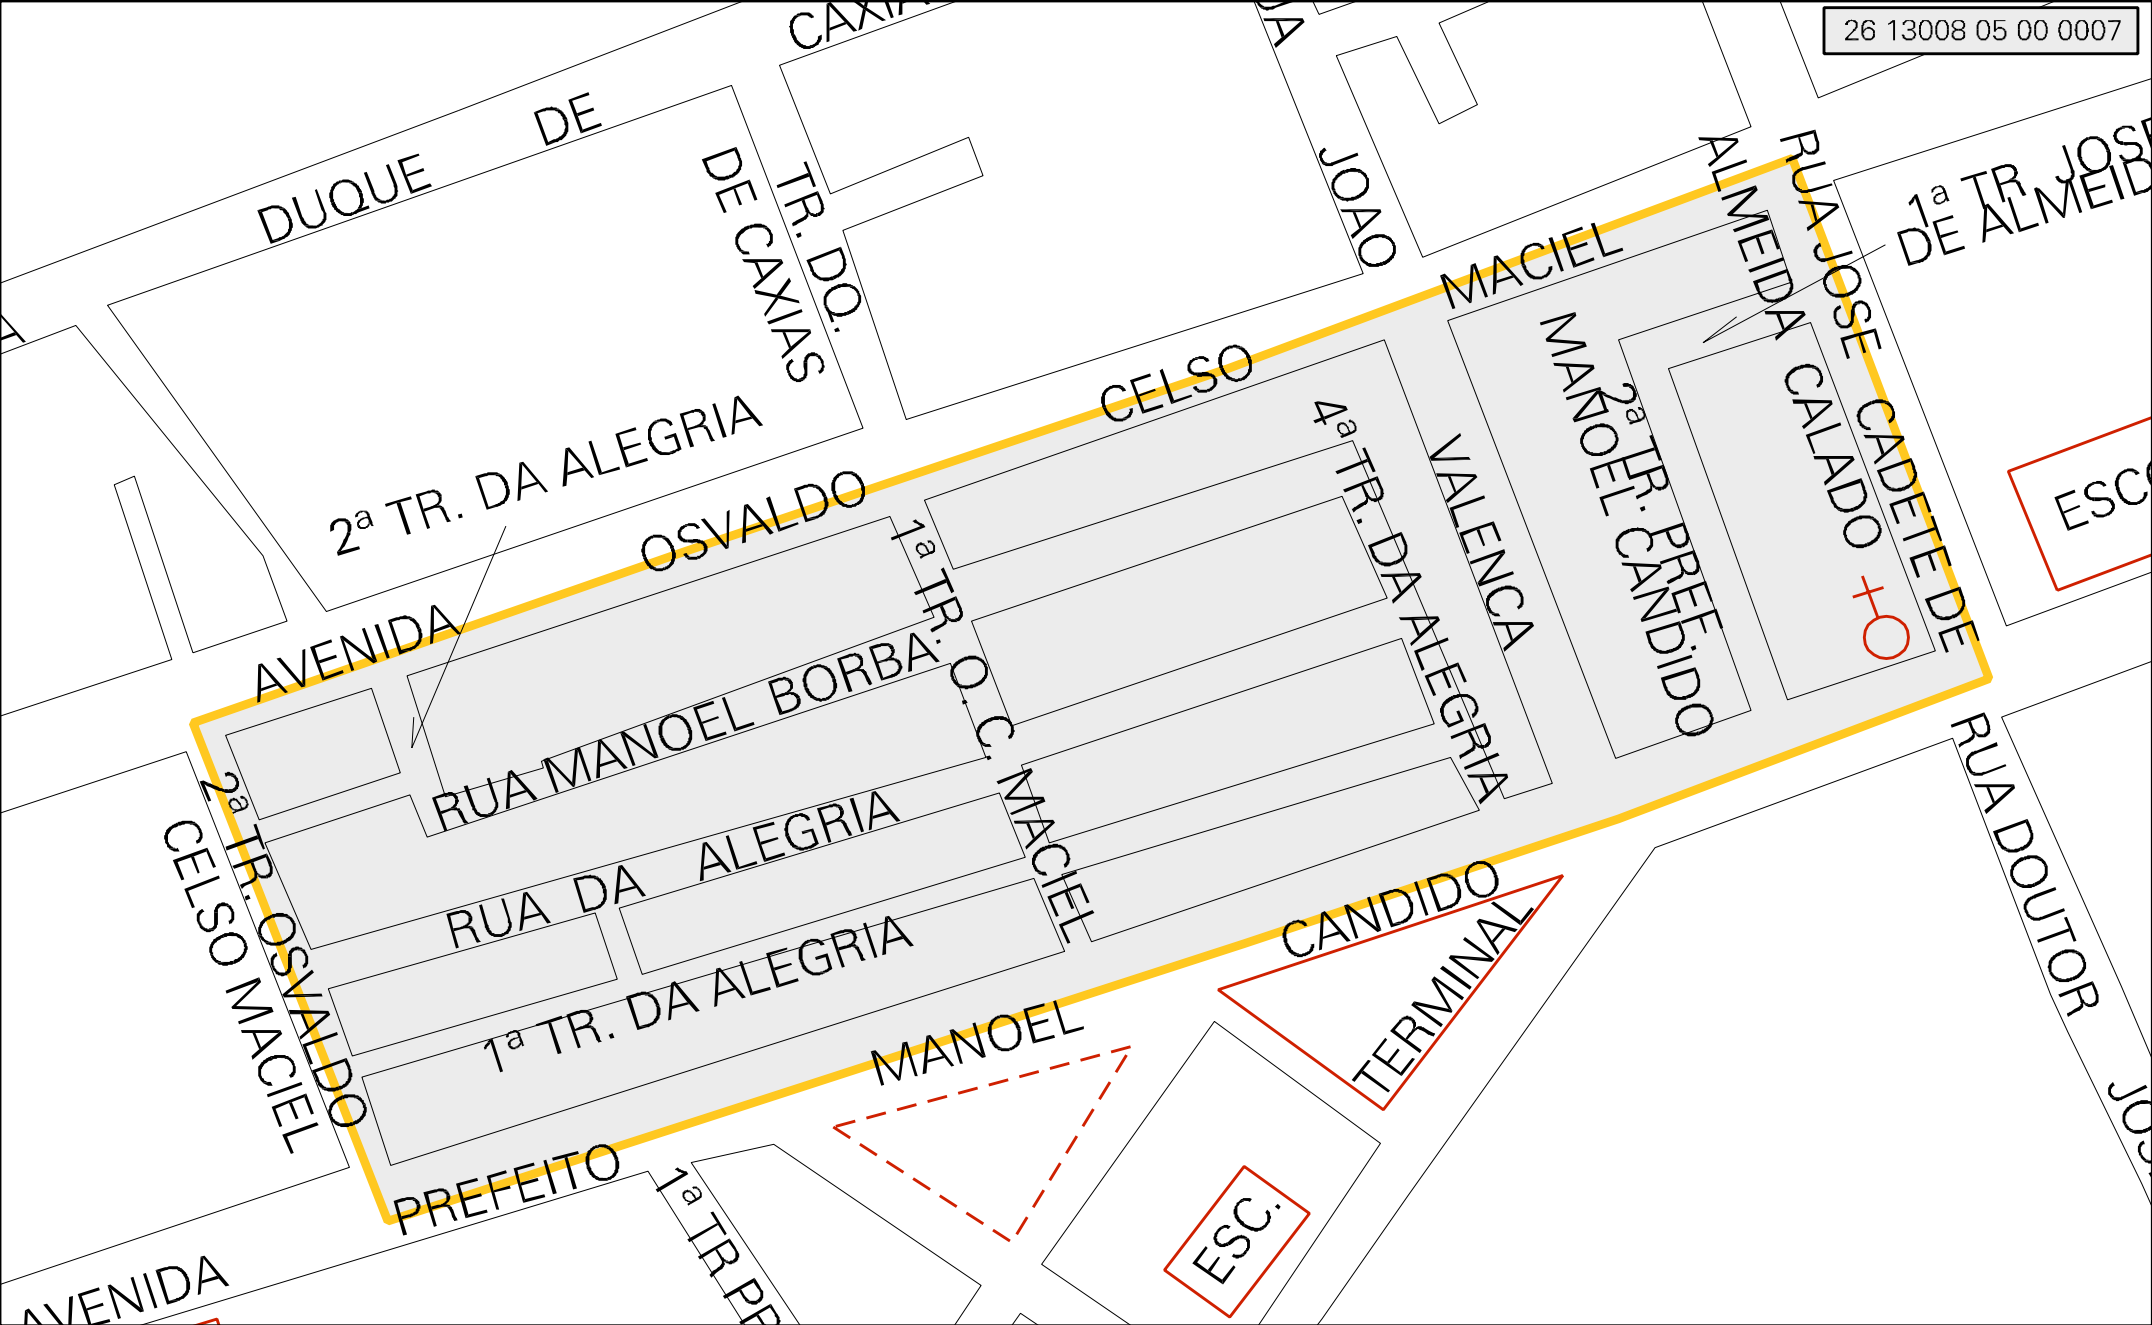 26 13008 05 00 0007
DUQUE DE
TR. DQ.
DE CAXIAS
JOAO
RUA JOSE CADETE DE
ALMEIDA CALADO
1ª TR. JOSE
DE ALMEID
AVENIDA OSVALDO CELSO MACIEL
2ª TR. DA ALEGRIA
1ª TR. O. C. MACIEL
4ª TR. DA ALEGRIA
VALENCA
2ª TR. PREF.
MANOEL CANDIDO
RUA MANOEL BORBA
RUA DA ALEGRIA
1ª TR. DA ALEGRIA
2ª TR. OSVALDO
CELSO MACIEL
AVENIDA
PREFEITO MANOEL CANDIDO
TERMINAL
ESC.
RUA DOUTOR
1ª TR